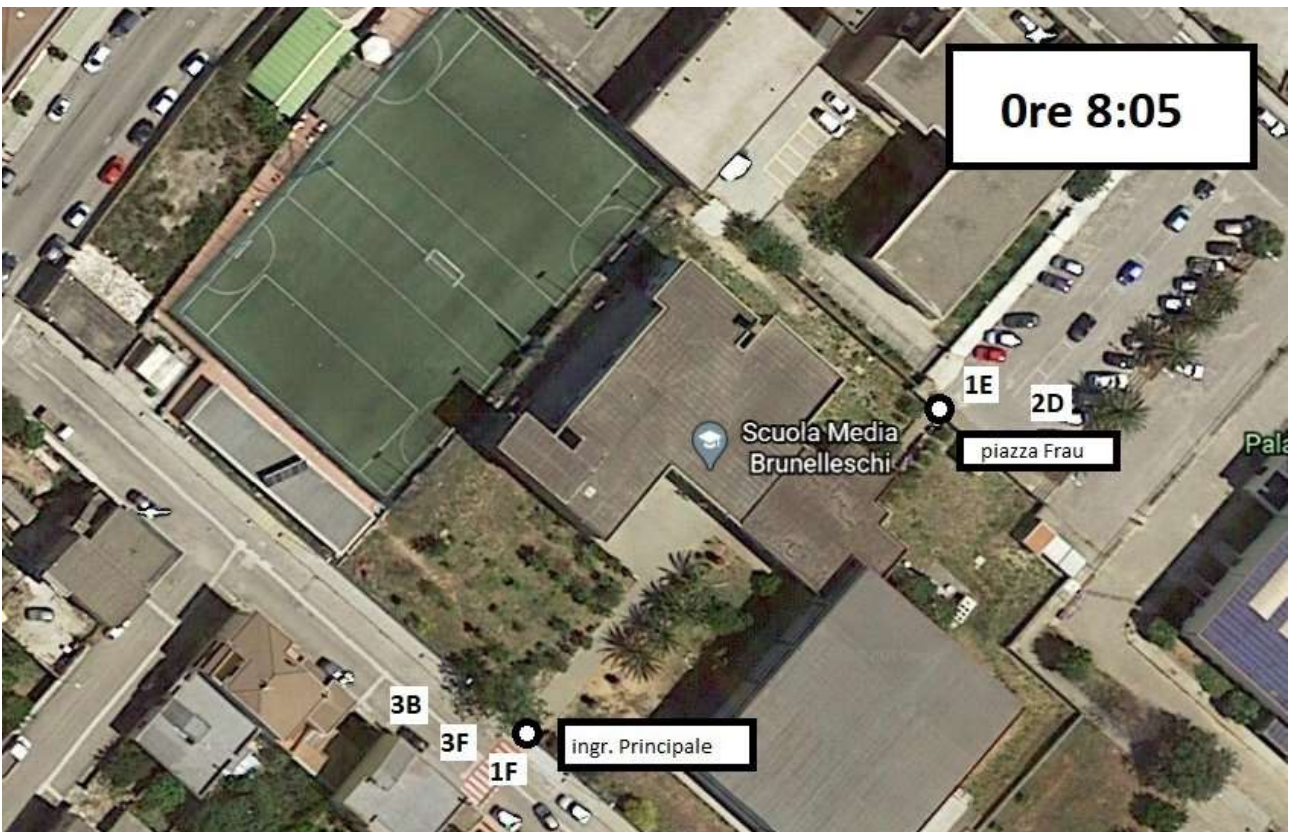 0re 8:05
1E
2D
Scuola Media
Brunelleschi
piazza Frau
Pala
3B
3F
1F
ingr. Principale